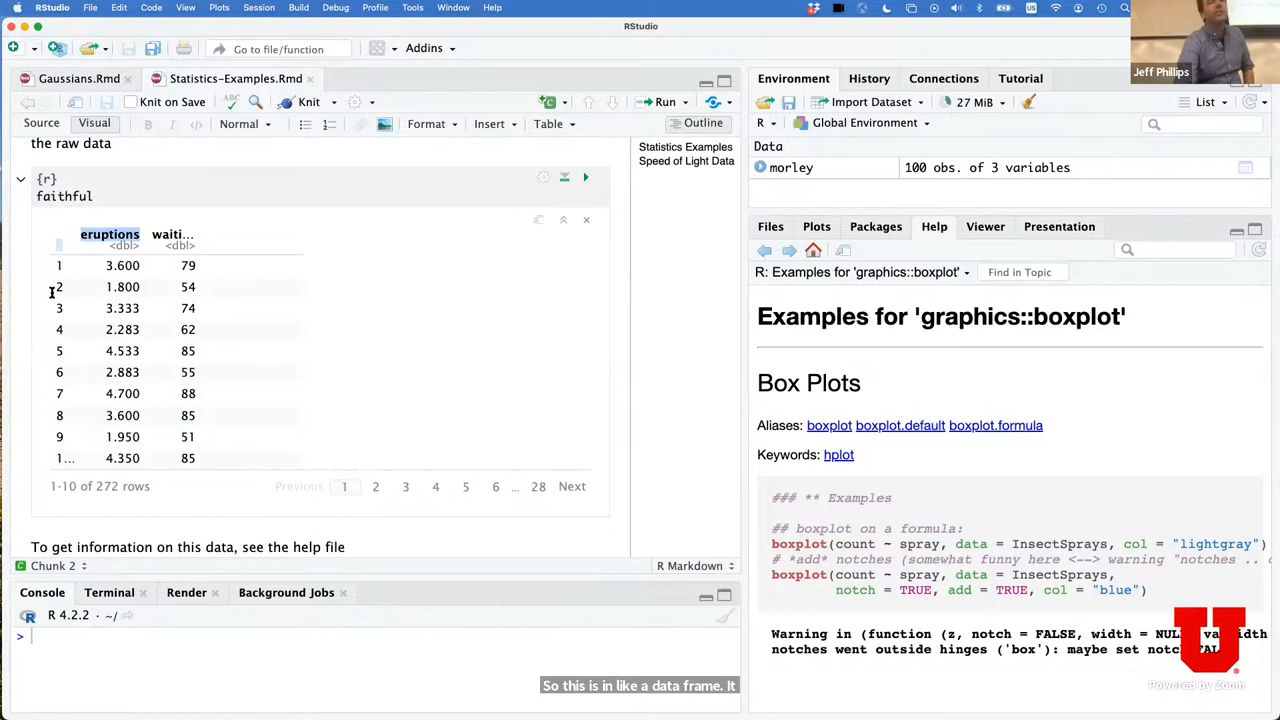 RStudio File Edit Code View Plots Session Build Debug Profile Tools Window Help
RStudio
Go to file/function
Addins
Gaussians.Rmd
Statistics-Examples.Rmd
Knit on Save
ABC
Knit
Run
Source
Visual
B
I
</>
Normal
Format
Insert
Table
Outline
the raw data
{r}
faithful
eruptions waiti...
<dbl> <dbl>
1 3.600 79
2 1.800 54
3 3.333 74
4 2.283 62
5 4.533 85
6 2.883 55
7 4.700 88
8 3.600 85
9 1.950 51
1... 4.350 85
1-10 of 272 rows
Previous 1 2 3 4 5 6 ... 28 Next
To get information on this data, see the help file
Statistics Examples
Speed of Light Data
Chunk 2
R Markdown
Console
Terminal
Render
Background Jobs
R 4.2.2 · ~/
>
Environment
History
Connections
Tutorial
Import Dataset
27 MiB
List
R
Global Environment
Data
morley 100 obs. of 3 variables
Files
Plots
Packages
Help
Viewer
Presentation
R: Examples for 'graphics::boxplot'
Find in Topic
Examples for 'graphics::boxplot'
Box Plots
Aliases: boxplot boxplot.default boxplot.formula
Keywords: hplot
### ** Examples
## boxplot on a formula:
boxplot(count ~ spray, data = InsectSprays, col = "lightgray")
# *add* notches (somewhat funny here <--> warning "notches .. 
boxplot(count ~ spray, data = InsectSprays,
notch = TRUE, add = TRUE, col = "blue")
Warning in (function (z, notch = FALSE, width =
notches went outside hinges ('box'): maybe set
Jeff Phillips
U
Powered by Zoom
So this is in like a data frame. It